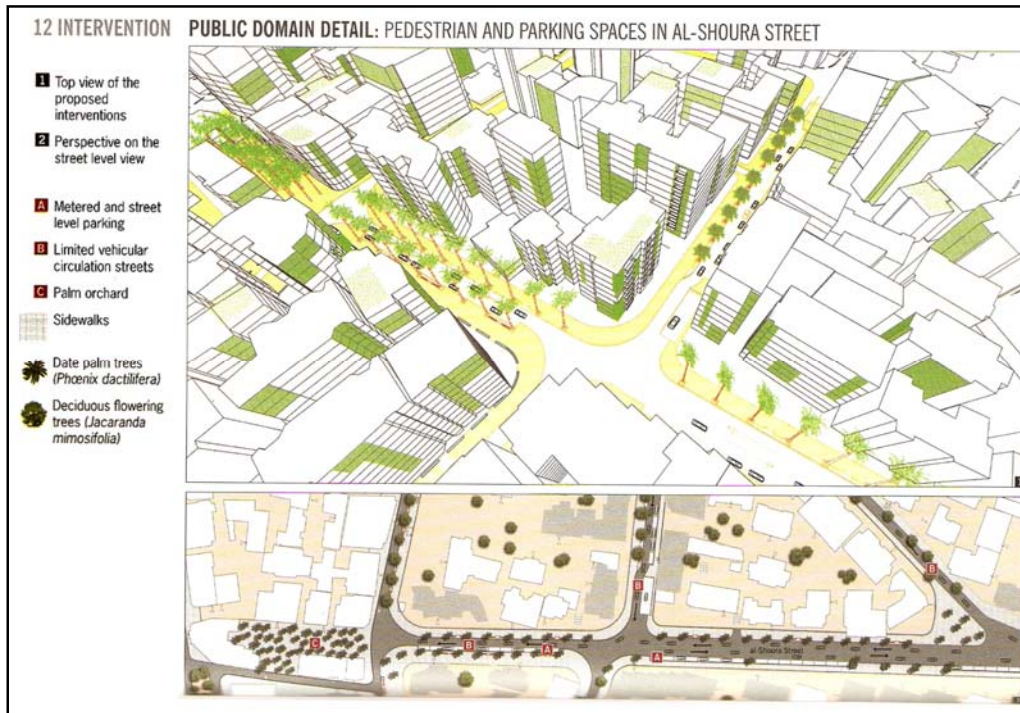 12 INTERVENTION PUBLIC DOMAIN DETAIL: PEDESTRIAN AND PARKING SPACES IN AL-SHOURA STREET
1 Top view of the
proposed
interventions
2 Perspective on the
street level view
A Metered and street
level parking
B Limited vehicular
circulation streets
C Palm orchard
Sidewalks
Date palm trees
(Phœnix dactilifera)
Deciduous flowering
trees (Jacaranda
mimosifolia)
B
B
C
B
A
A
al-Shoura Street